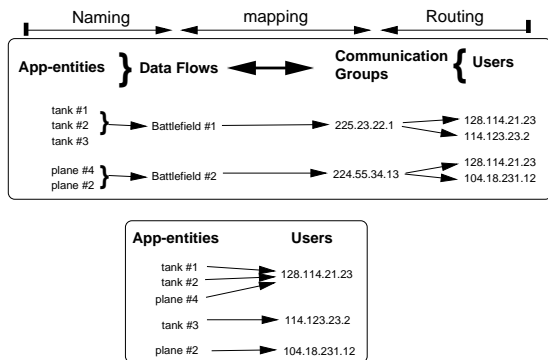 Naming mapping Routing
App-entities } Data Flows Communication Groups { Users
tank #1
tank #2
tank #3
Battlefield #1
225.23.22.1
128.114.21.23
114.123.23.2
plane #4
plane #2
Battlefield #2
224.55.34.13
128.114.21.23
104.18.231.12
App-entities Users
tank #1
tank #2
plane #4
128.114.21.23
tank #3 114.123.23.2
plane #2 104.18.231.12